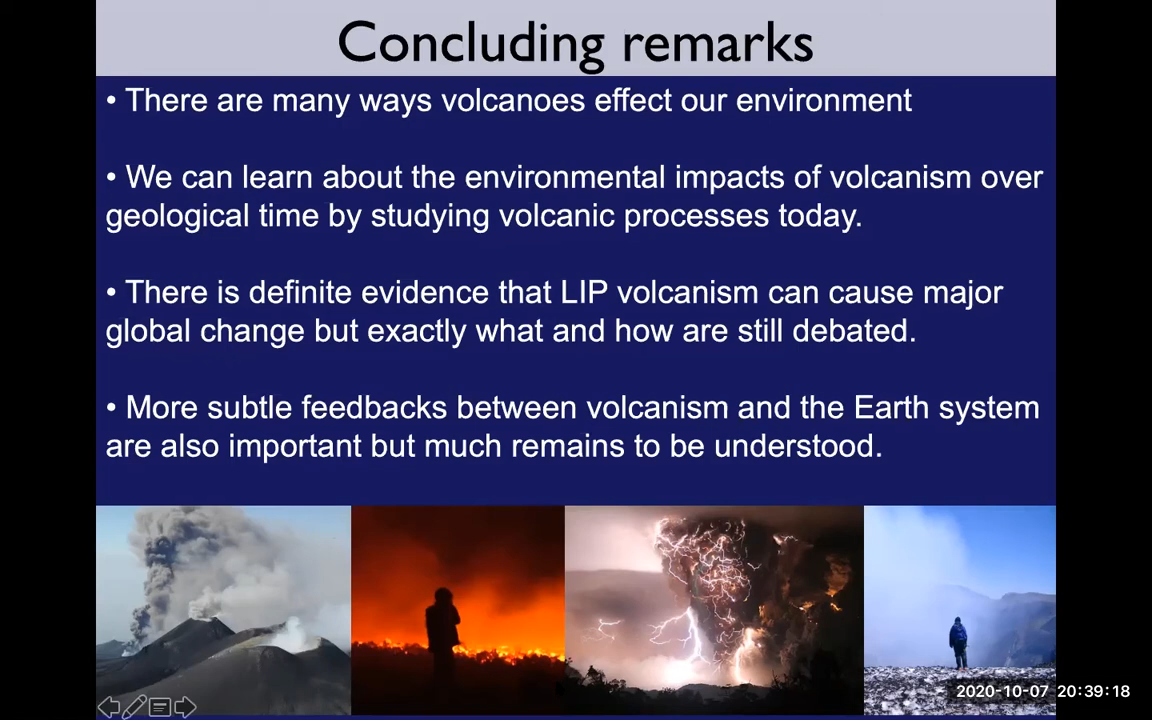 Concluding remarks
• There are many ways volcanoes effect our environment
• We can learn about the environmental impacts of volcanism over
geological time by studying volcanic processes today.
• There is definite evidence that LIP volcanism can cause major
global change but exactly what and how are still debated.
• More subtle feedbacks between volcanism and the Earth system
are also important but much remains to be understood.
2020-10-07 20:39:18